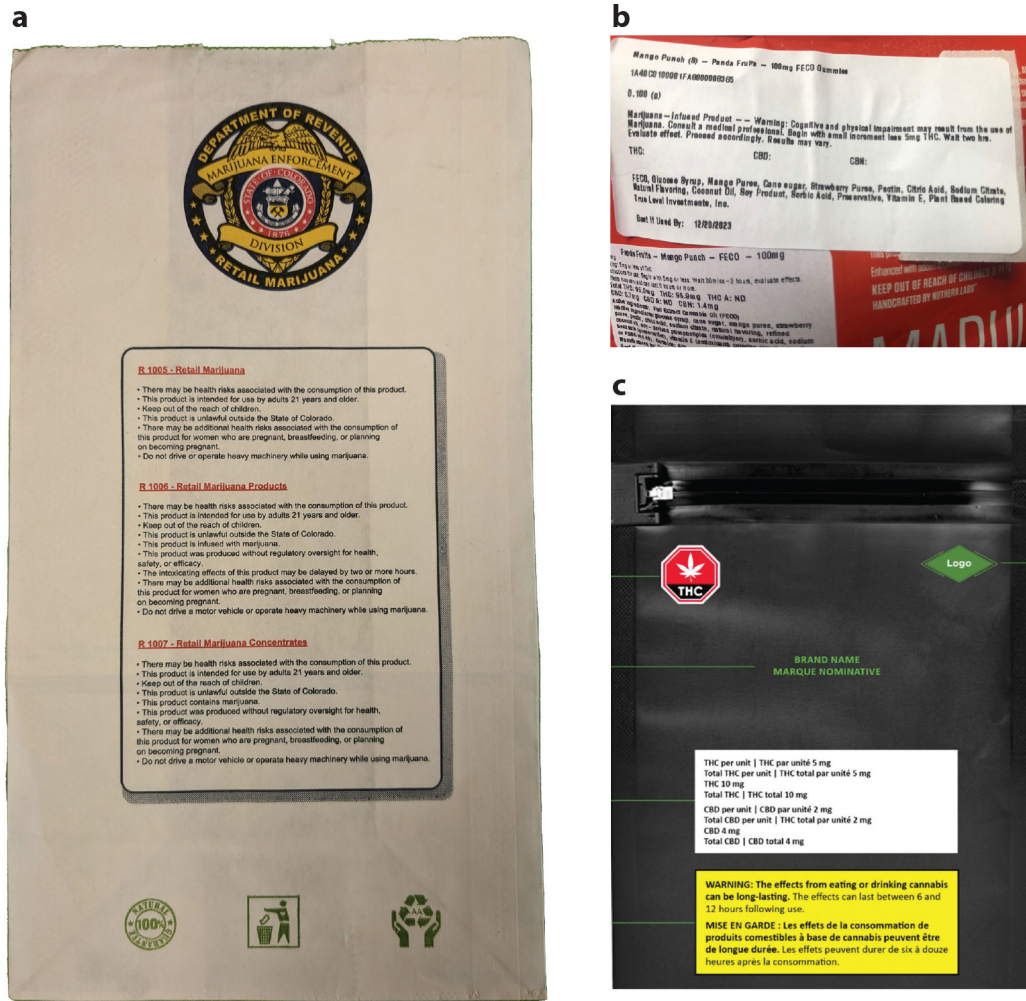 a
DEPARTMENT OF REVENUE
MARIJUANA ENFORCEMENT
STATE OF COLORADO
1876
DIVISION
RETAIL MARIJUANA
R 1005 - Retail Marijuana
• There may be health risks associated with the consumption of this product.
• This product is intended for use by adults 21 years and older.
• Keep out of the reach of children.
• This product is unlawful outside the State of Colorado.
• There may be additional health risks associated with the consumption of
this product for women who are pregnant, breastfeeding, or planning
on becoming pregnant.
• Do not drive or operate heavy machinery while using marijuana.
R 1006 - Retail Marijuana Products
• There may be health risks associated with the consumption of this product.
• This product is intended for use by adults 21 years and older.
• Keep out of the reach of children.
• This product is unlawful outside the State of Colorado.
• This product is infused with marijuana.
• This product was produced without regulatory oversight for health,
safety, or efficacy.
• The intoxicating effects of this product may be delayed by two or more hours.
• There may be additional health risks associated with the consumption of
this product for women who are pregnant, breastfeeding, or planning
on becoming pregnant.
• Do not drive a motor vehicle or operate heavy machinery while using marijuana.
R 1007 - Retail Marijuana Concentrates
• There may be health risks associated with the consumption of this product.
• This product is intended for use by adults 21 years and older.
• Keep out of the reach of children.
• This product is unlawful outside the State of Colorado.
• This product contains marijuana.
• This product was produced without regulatory oversight for health,
safety, or efficacy.
• There may be additional health risks associated with the consumption of
this product for women who are pregnant, breastfeeding, or planning
on becoming pregnant.
• Do not drive a motor vehicle or operate heavy machinery while using marijuana.
NATURAL
100%
GUARANTEE
AA
b
Mango Punch (S) – Panda Fruits – 100mg FECO Gummies
0.100 (g)
Marijuana-Infused Product -- Warning: Cognitive and physical impairment may result from the use of
Marijuana. Consult a medical professional. Begin with small increment less 5mg THC. Wait two hrs.
Evaluate effect. Proceed accordingly. Results may vary.
THC: CBD: CBN:
FECO, Glucose Syrup, Mango Puree, Cane sugar, Strawberry Puree, Pectin, Citric Acid, Sodium Citrate,
Natural Flavoring, Coconut Oil, Soy Product, Sorbic Acid, Preservative, Vitamin E, Plant Based Coloring
True Level Investments, Inc.
Best If Used By: 12/20/2023
Panda Fruits - Mango Punch - FECO - 100mg
KEEP OUT OF REACH OF CHILDREN
HANDCRAFTED BY NUTHERA LABS
c
THC
Logo
BRAND NAME
MARQUE NOMINATIVE
THC per unit | THC par unité 5 mg
Total THC per unit | THC total par unité 5 mg
THC 10 mg
Total THC | THC total 10 mg
CBD per unit | CBD par unité 2 mg
Total CBD per unit | THC total par unité 2 mg
CBD 4 mg
Total CBD | CBD total 4 mg
WARNING: The effects from eating or drinking cannabis
can be long-lasting. The effects can last between 6 and
12 hours following use.
MISE EN GARDE : Les effets de la consommation de
produits comestibles à base de cannabis peuvent être
de longue durée. Les effets peuvent durer de six à douze
heures après la consommation.